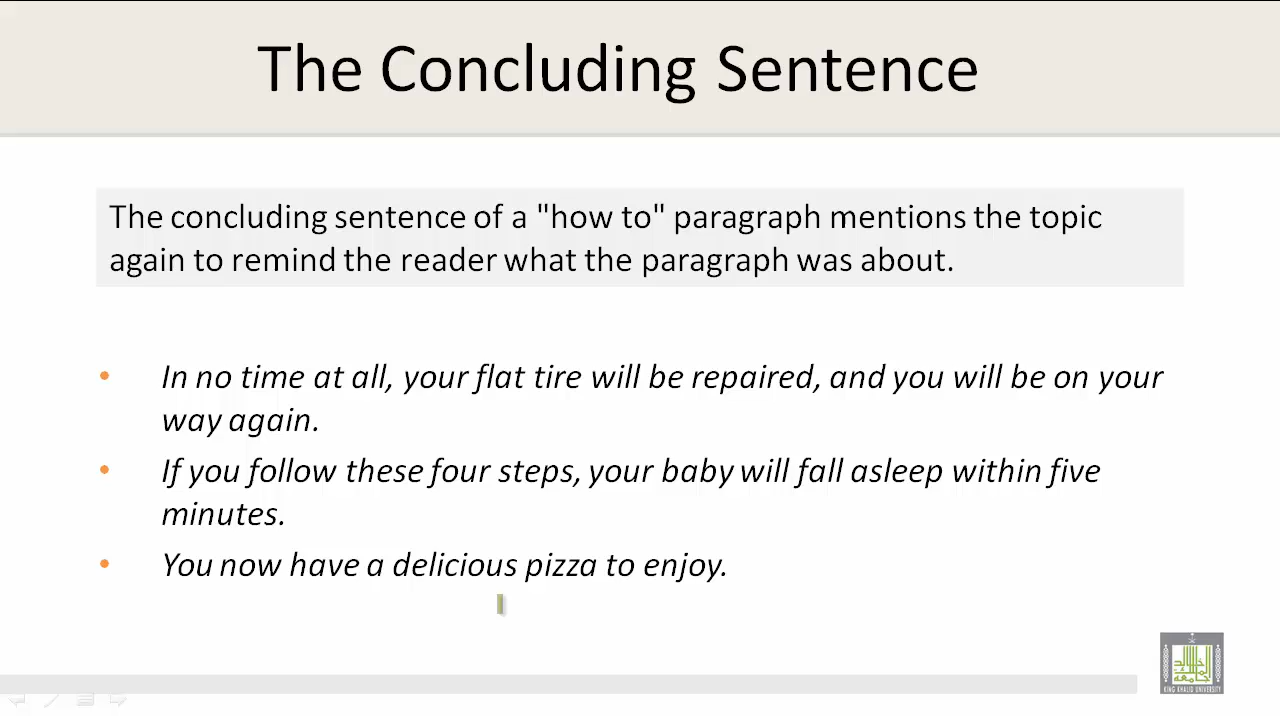 The Concluding Sentence
The concluding sentence of a "how to" paragraph mentions the topic
again to remind the reader what the paragraph was about.
• In no time at all, your flat tire will be repaired, and you will be on your
way again.
• If you follow these four steps, your baby will fall asleep within five
minutes.
• You now have a delicious pizza to enjoy.
KING KHALID UNIVERSITY